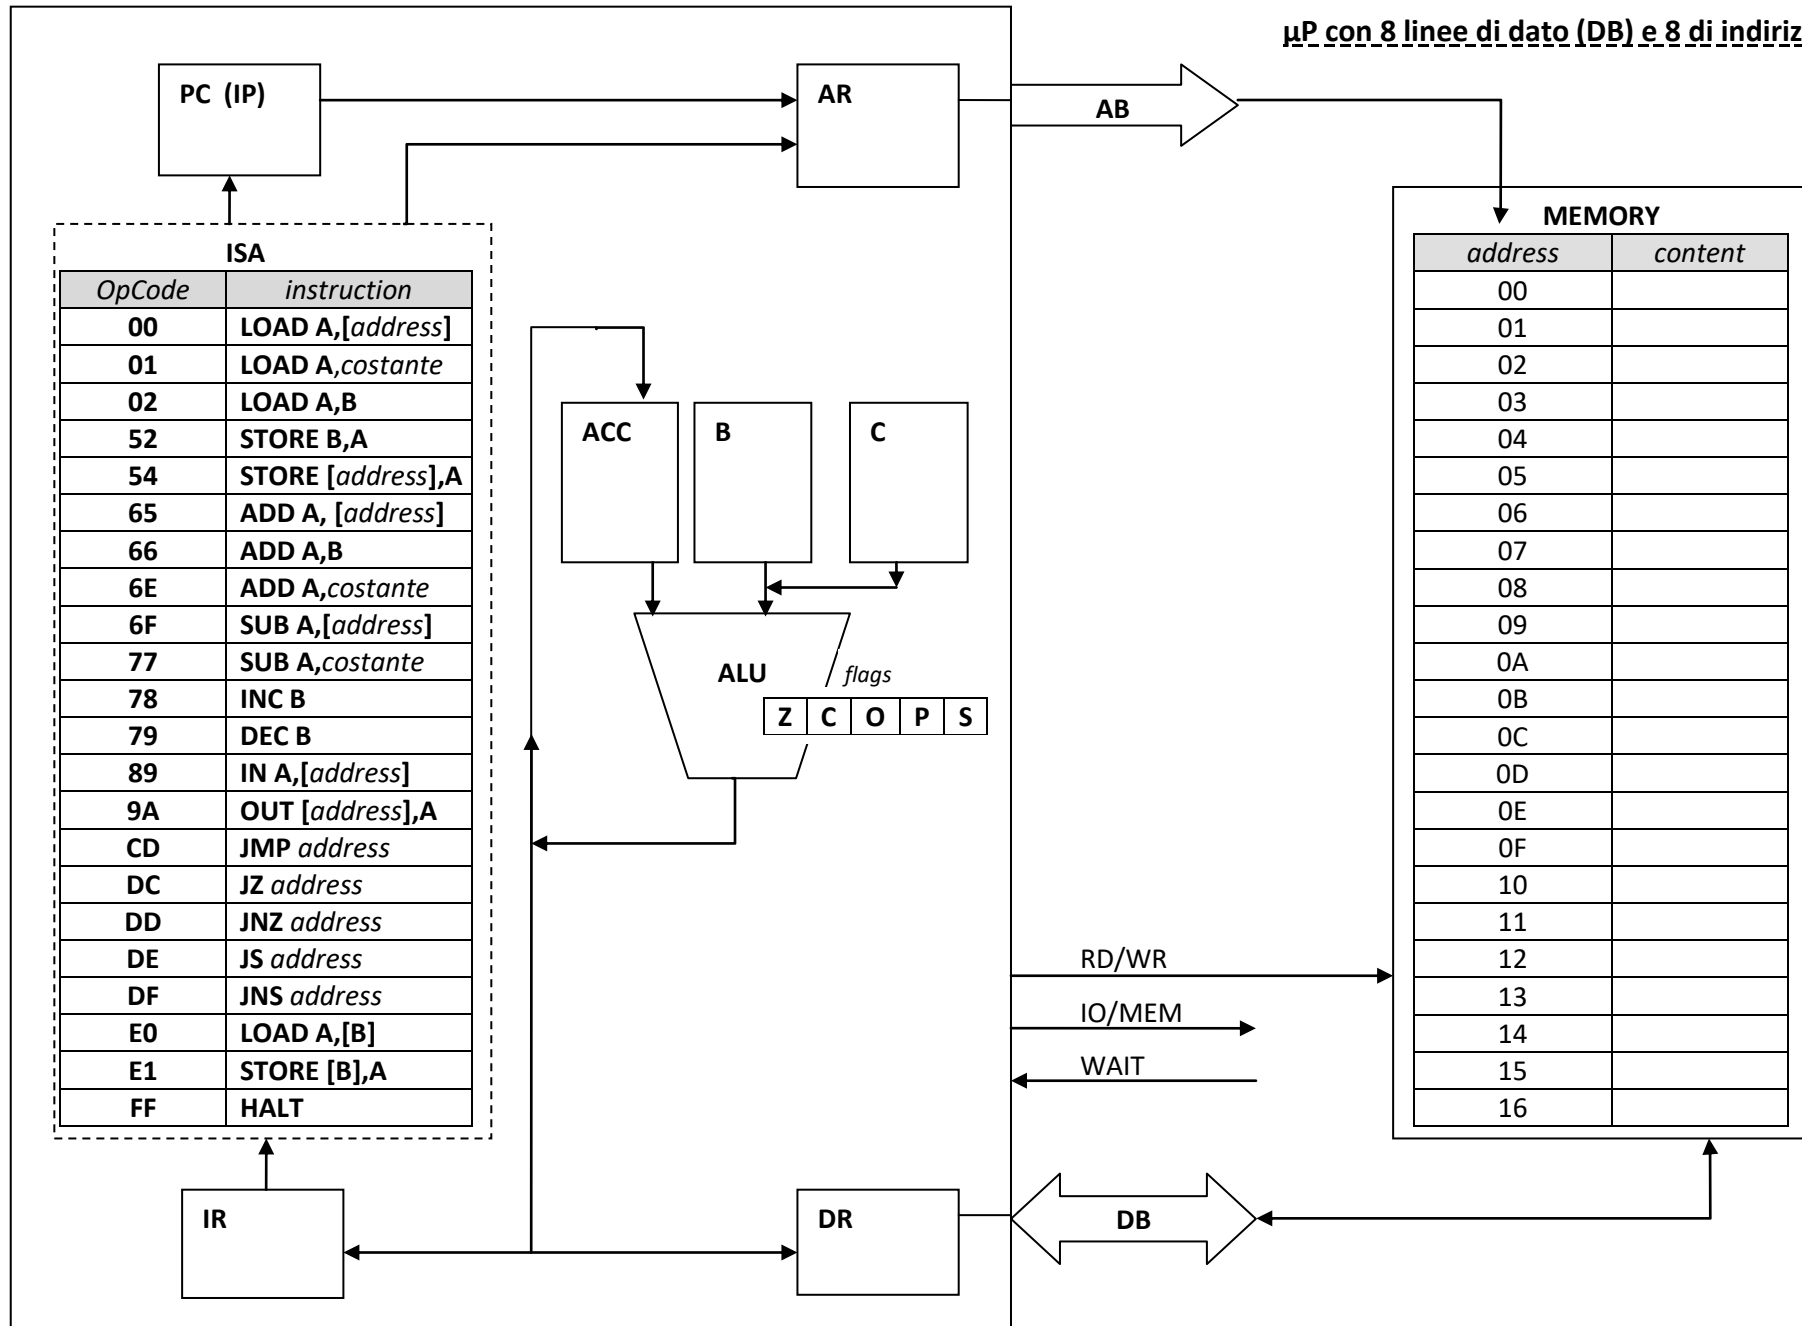 µP con 8 linee di dato (DB) e 8 di indiriz
PC (IP)
AR
AB
ISA
OpCode instruction
00 LOAD A,[address]
01 LOAD A,costante
02 LOAD A,B
52 STORE B,A
54 STORE [address],A
65 ADD A, [address]
66 ADD A,B
6E ADD A,costante
6F SUB A,[address]
77 SUB A,costante
78 INC B
79 DEC B
89 IN A,[address]
9A OUT [address],A
CD JMP address
DC JZ address
DD JNZ address
DE JS address
DF JNS address
E0 LOAD A,[B]
E1 STORE [B],A
FF HALT
ACC
B
C
ALU
flags
Z C O P S
RD/WR
IO/MEM
WAIT
MEMORY
address content
00
01
02
03
04
05
06
07
08
09
0A
0B
0C
0D
0E
0F
10
11
12
13
14
15
16
IR
DR
DB